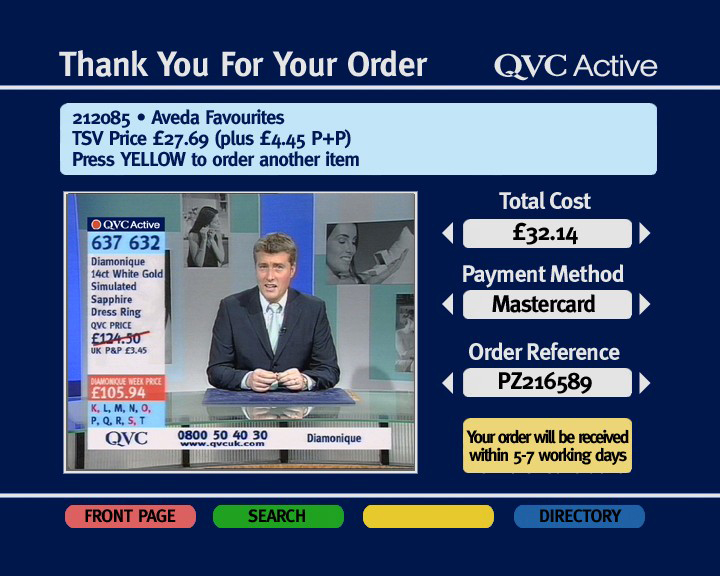 Thank You For Your Order
QVC Active
212085 • Aveda Favourites
TSV Price £27.69 (plus £4.45 P+P)
Press YELLOW to order another item
QVC Active
637 632
Diamonique
14ct White Gold
Simulated
Sapphire
Dress Ring
QVC PRICE
£124.50
UK P&P £3.45
DIAMONIQUE WEEK PRICE
£105.94
K, L, M, N, O,
P, Q, R, S, T
QVC
0800 50 40 30
www.qvcuk.com
Diamonique
Total Cost
£32.14
Payment Method
Mastercard
Order Reference
PZ216589
Your order will be received
within 5-7 working days
FRONT PAGE
SEARCH
DIRECTORY